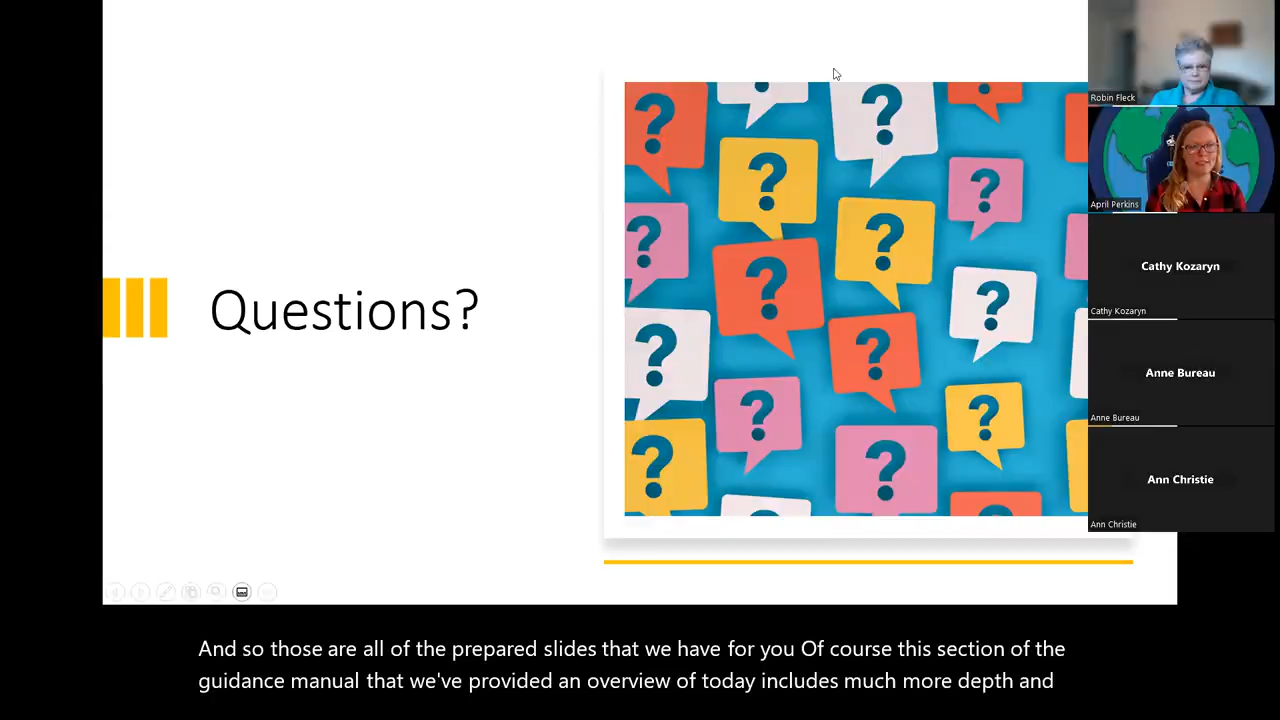 Questions?
Robin Fleck
April Perkins
Cathy Kozaryn
Cathy Kozaryn
Anne Bureau
Anne Bureau
Ann Christie
Ann Christie
And so those are all of the prepared slides that we have for you Of course this section of the
guidance manual that we've provided an overview of today includes much more depth and